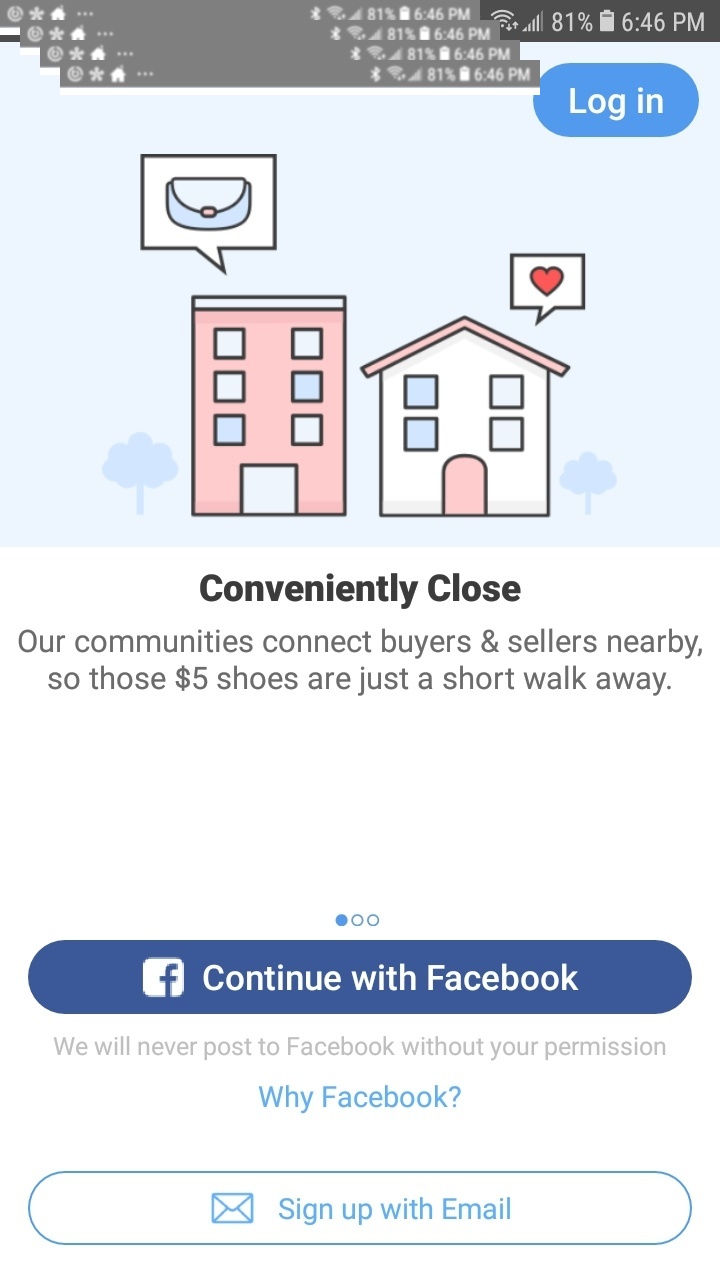 81% 6:46 PM
81% 6:46 PM
81% 6:46 PM
81% 6:46 PM
81% 6:46 PM
Log in
Conveniently Close
Our communities connect buyers & sellers nearby,
so those $5 shoes are just a short walk away.
Continue with Facebook
We will never post to Facebook without your permission
Why Facebook?
Sign up with Email